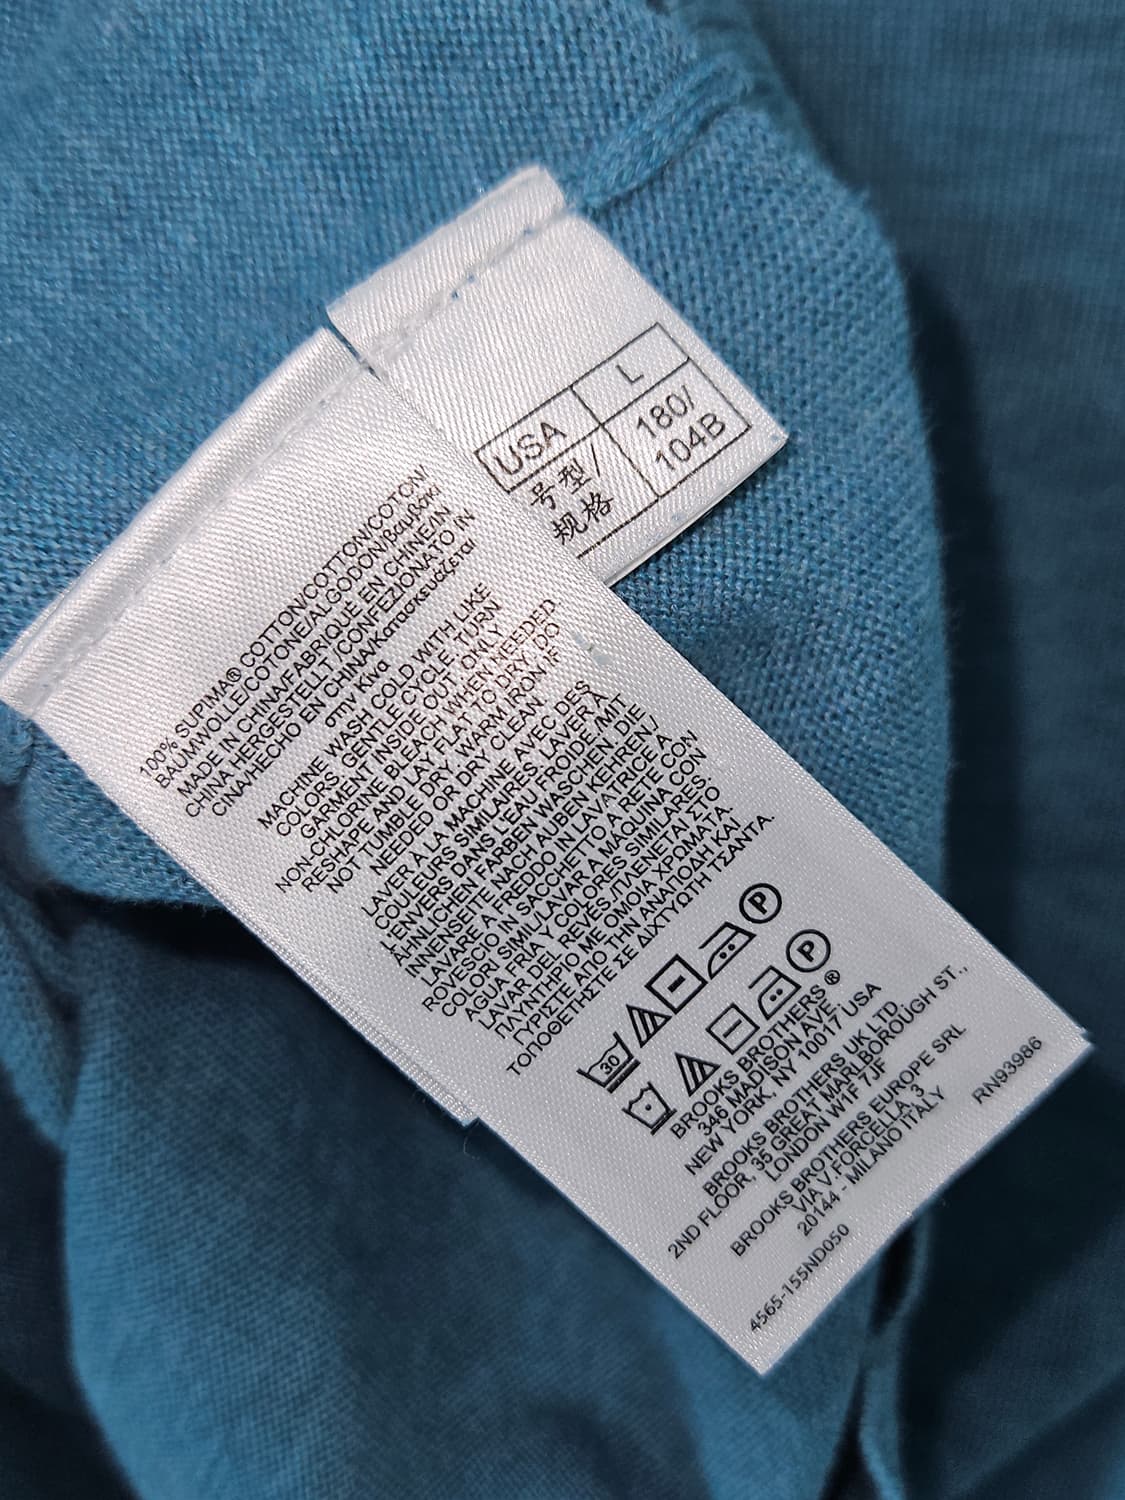 USA L
号型/ 180/
规格 104B
100% SUPIMA® COTTON/COTTON/COTON/
BAUMWOLLE/COTONE/ALGODON/Βαμβάκι
MADE IN CHINA/FABRIQUÉ EN CHINE/IN
CHINA HERGESTELLT /CONFEZIONATO IN
CINA/HECHO EN CHINA/Κατασκευάζεται
στην Κίνα
MACHINE WASH COLD WITH LIKE
COLORS, GENTLE CYCLE. TURN
GARMENT INSIDE OUT. ONLY
NON-CHLORINE BLEACH WHEN NEEDED.
RESHAPE AND LAY FLAT TO DRY. DO
NOT TUMBLE DRY. WARM IRON IF
NEEDED OR DRY CLEAN.
LAVER À LA MACHINE AVEC DES
COULEURS SIMILAIRES/LAVER À
L'ENVERS DANS L'EAU FROIDE/MIT
ÄHNLICHEN FARBEN WASCHEN. DIE
INNENSEITE NACH AUßEN KEHREN./
LAVARE A FREDDO IN LAVATRICE A
ROVESCIO IN SACCHETTO A RETE CON
COLORI SIMILI/LAVAR A MÁQUINA CON
AGUA FRÍA Y COLORES SIMILARES.
LAVAR DEL REVÉS/ΠΛΕΝΕΤΑΙ ΣΤΟ
ΠΛΥΝΤΗΡΙΟ ΜΕ ΟΜΟΙΑ ΧΡΩΜΑΤΑ.
ΓΥΡΙΣΤΕ ΑΠΟ ΤΗΝ ΑΝΑΠΟΔΗ ΚΑΙ
ΤΟΠΟΘΕΤΗΣΤΕ ΣΕ ΔΙΧΤΥΩΤΗ ΤΣΑΝΤΑ.
30 P
P
BROOKS BROTHERS®
346 MADISON AVE.
NEW YORK, NY 10017 USA
BROOKS BROTHERS UK LTD
2ND FLOOR, 35 GREAT MARLBOROUGH ST.,
LONDON W1F 7JF
BROOKS BROTHERS EUROPE SRL
VIA V.FORCELLA,3
20144 - MILANO ITALY
4565-155ND050 RN93986